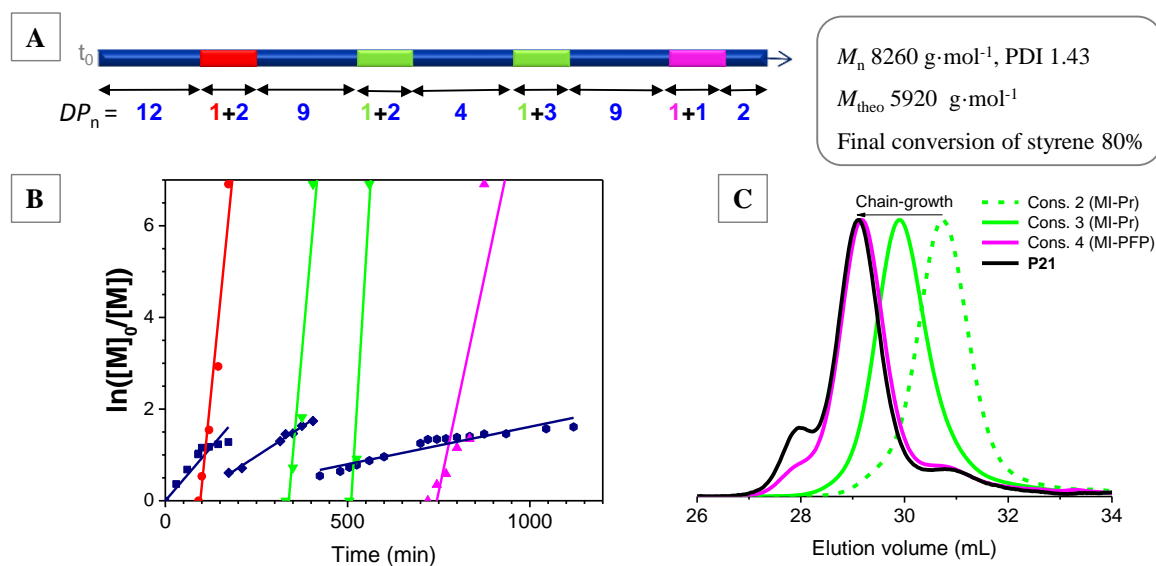 A
t₀
DPₙ = 12 1+2 9 1+2 4 1+3 9 1+1 2
Mₙ 8260 g·mol⁻¹, PDI 1.43
Mₜₕₑₒ 5920 g·mol⁻¹
Final conversion of styrene 80%
B
ln([M]₀/[M])
6
4
2
0
0 500 1000
Time (min)
C
Chain-growth
Cons. 2 (MI-Pr)
Cons. 3 (MI-Pr)
Cons. 4 (MI-PFP)
P21
26 28 30 32 34
Elution volume (mL)